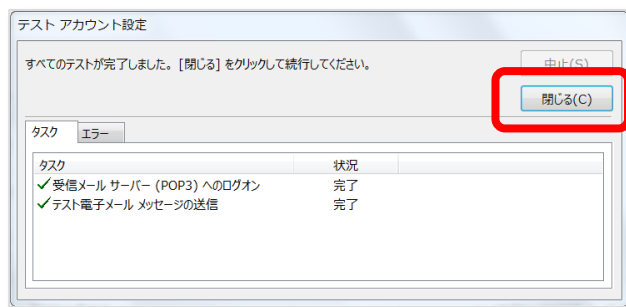 テスト アカウント設定
すべてのテストが完了しました。[閉じる] をクリックして続行してください。
中止(S)
閉じる(C)
タスク エラー
タスク 状況
受信メール サーバー (POP3) へのログオン 完了
テスト電子メール メッセージの送信 完了